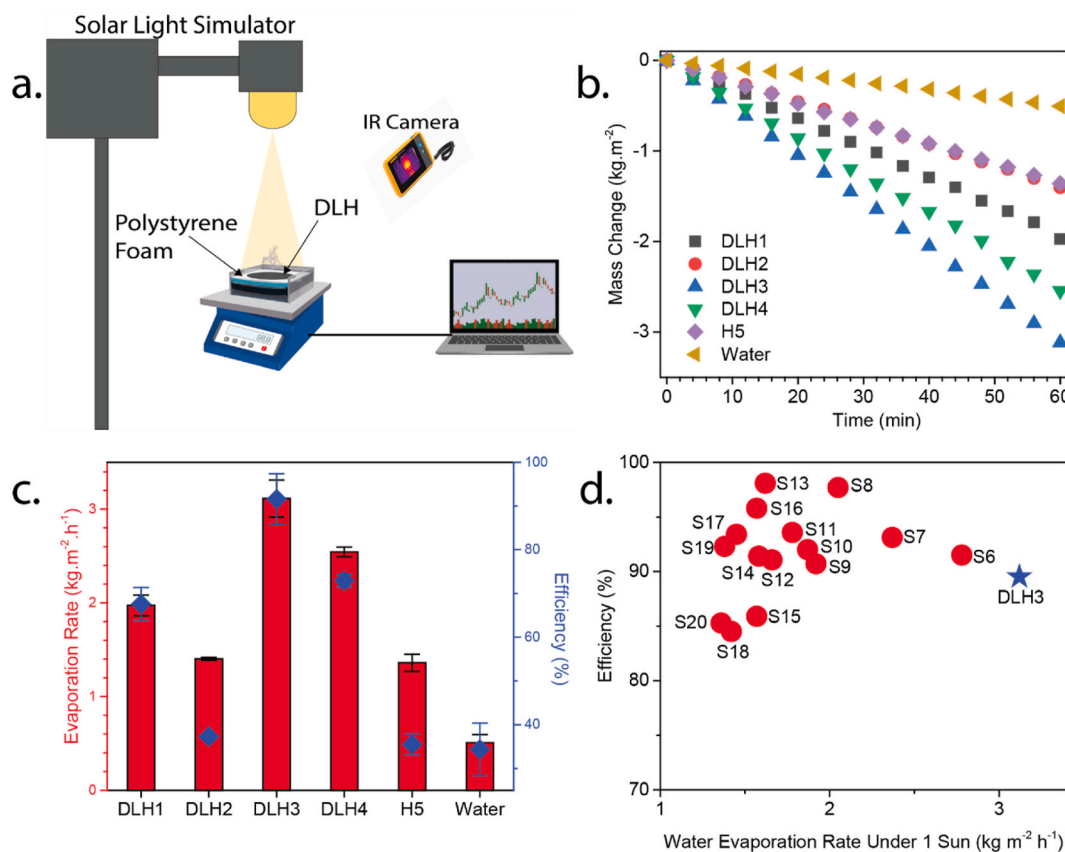 Solar Light Simulator
a.
IR Camera
Polystyrene
Foam
DLH
b.
Mass Change (kg.m-2)
0
-1
-2
-3
DLH1
DLH2
DLH3
DLH4
H5
Water
0
20
40
60
Time (min)
c.
Evaporation Rate (kg.m-2.h-1)
3
2
1
0
100
80
60
40
Efficiency (%)
DLH1
DLH2
DLH3
DLH4
H5
Water
d.
Efficiency (%)
100
90
80
70
S13
S8
S16
S17
S11
S7
S19
S10
S6
S14
S12
S9
DLH3
S20
S15
S18
1
2
3
Water Evaporation Rate Under 1 Sun (kg m-2 h-1)